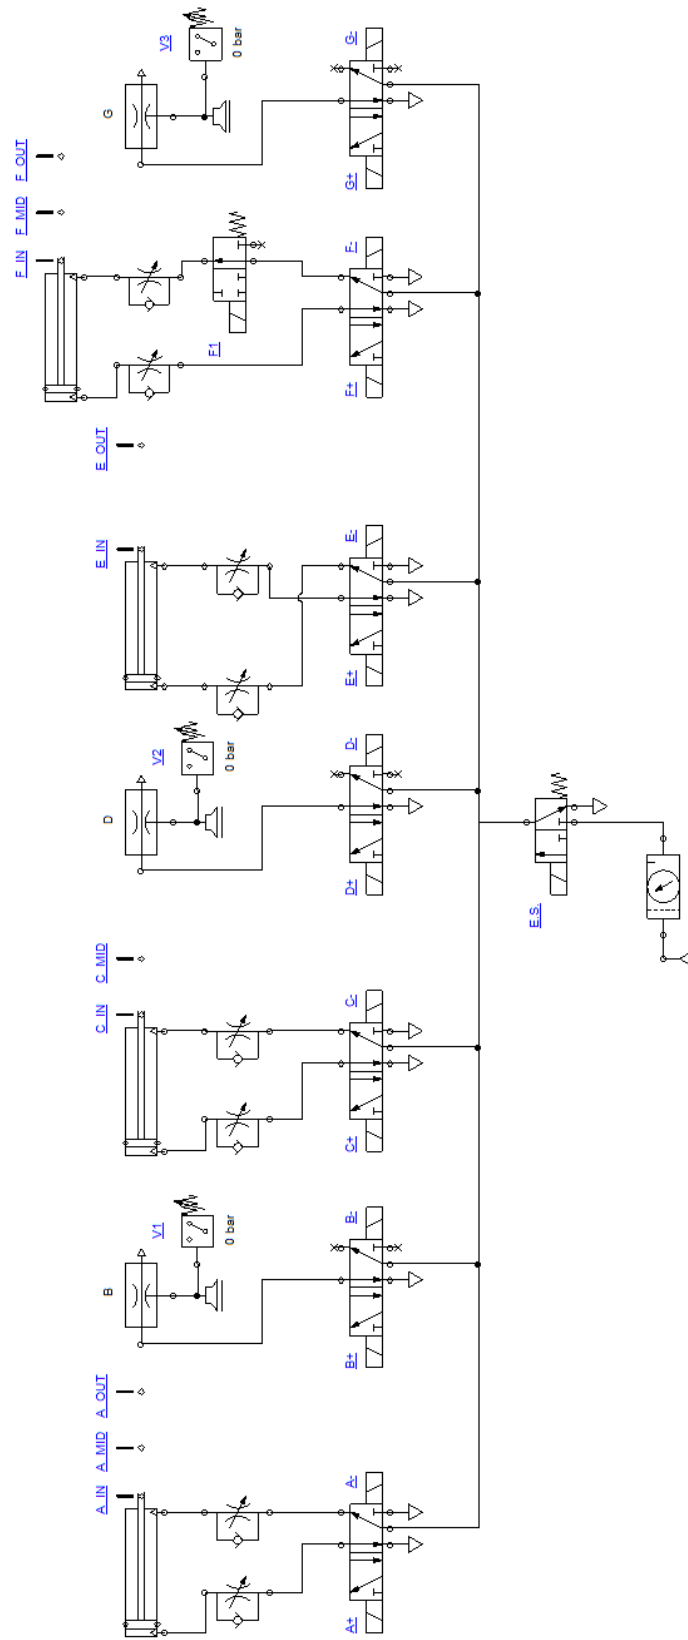 F_IN F_MID F_OUT
A_IN A_MID A_OUT B C_IN C_MID D E_IN E_OUT G
V1 V2 V3
F1
0 bar 0 bar 0 bar
A+ A- B+ B- C+ C- D+ D- E+ E- F+ F- G+ G-
E.S.